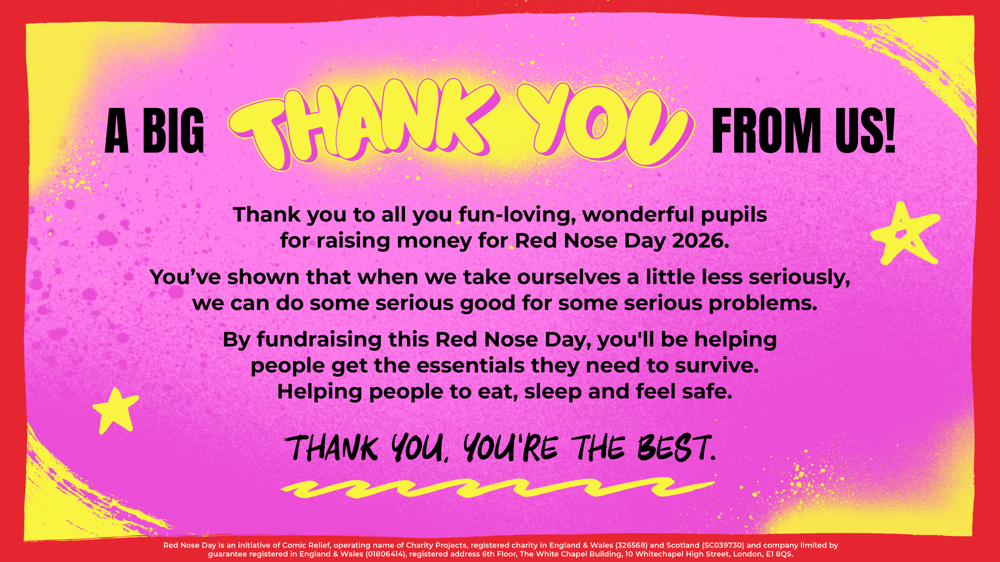 A BIG THANK YOU FROM US!
Thank you to all you fun-loving, wonderful pupils
for raising money for Red Nose Day 2026.
You’ve shown that when we take ourselves a little less seriously,
we can do some serious good for some serious problems.
By fundraising this Red Nose Day, you'll be helping
people get the essentials they need to survive.
Helping people to eat, sleep and feel safe.
THANK YOU, YOU'RE THE BEST.
Red Nose Day is an initiative of Comic Relief, operating name of Charity Projects, registered charity in England & Wales (326568) and Scotland (SC039730) and company limited by
guarantee registered in England & Wales (01806414), registered address 6th Floor, The White Chapel Building, 10 Whitechapel High Street, London, E1 8QS.